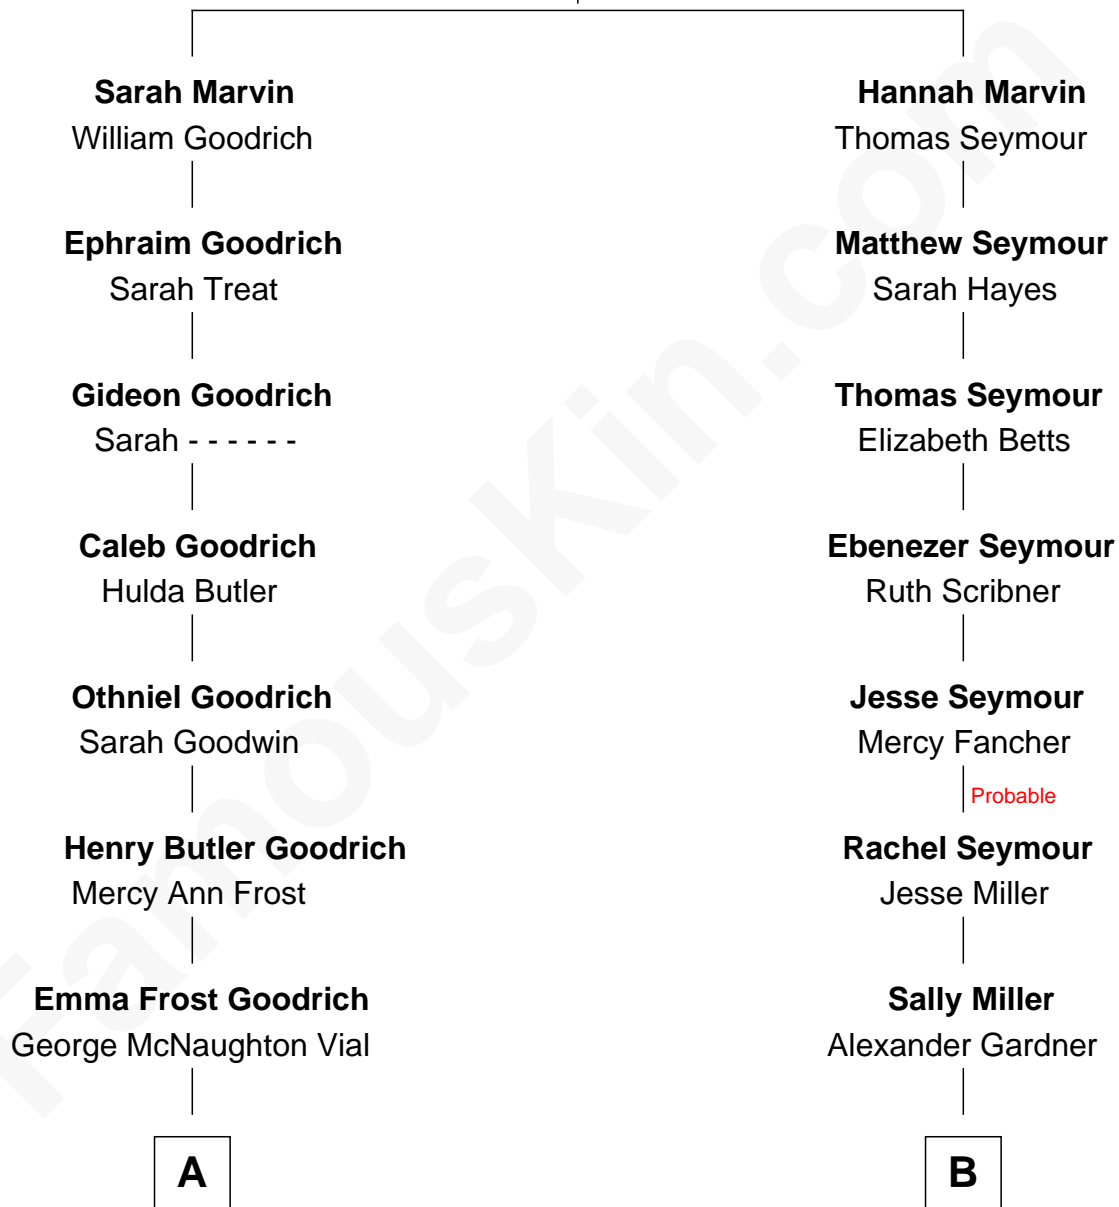 Sarah Marvin
William Goodrich
Ephraim Goodrich
Sarah Treat
Gideon Goodrich
Sarah - - - - - -
Caleb Goodrich
Hulda Butler
Othniel Goodrich
Sarah Goodwin
Henry Butler Goodrich
Mercy Ann Frost
Emma Frost Goodrich
George McNaughton Vial
A
Hannah Marvin
Thomas Seymour
Matthew Seymour
Sarah Hayes
Thomas Seymour
Elizabeth Betts
Ebenezer Seymour
Ruth Scribner
Jesse Seymour
Mercy Fancher
Probable
Rachel Seymour
Jesse Miller
Sally Miller
Alexander Gardner
B
FamousKin.com